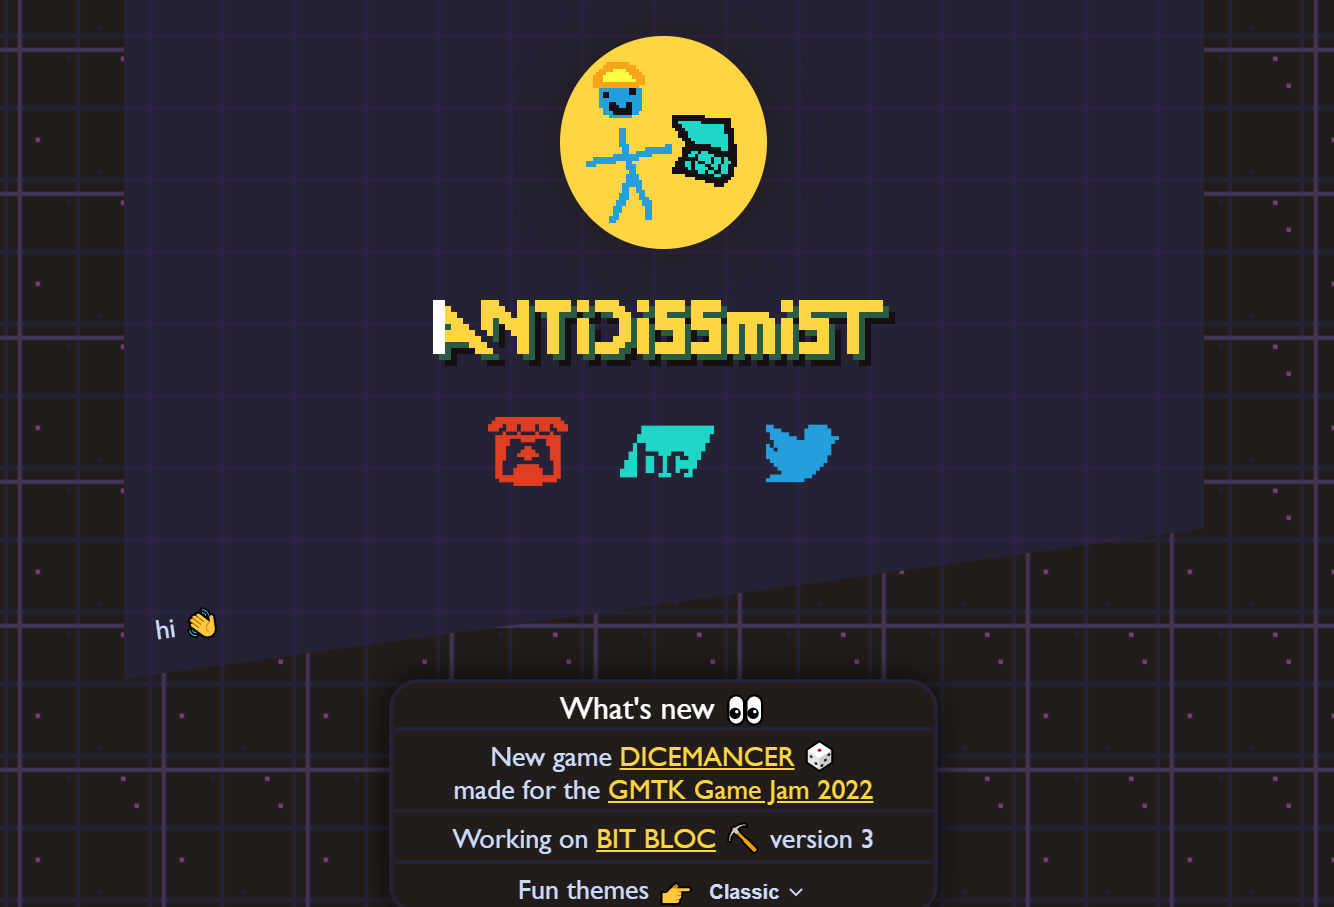 ANTiDiSSmiST
htc
hi 👋
What's new 👀
New game DICEMANCER 🎲
made for the GMTK Game Jam 2022
Working on BIT BLOC ⛏️ version 3
Fun themes 👉 Classic